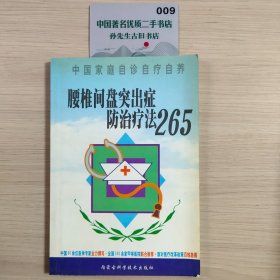 009
中国著名优质二手书店
孙先生古旧书店
中国家庭自诊自疗自养
腰椎间盘突出症
防治疗法265
内蒙古科学技术出版社